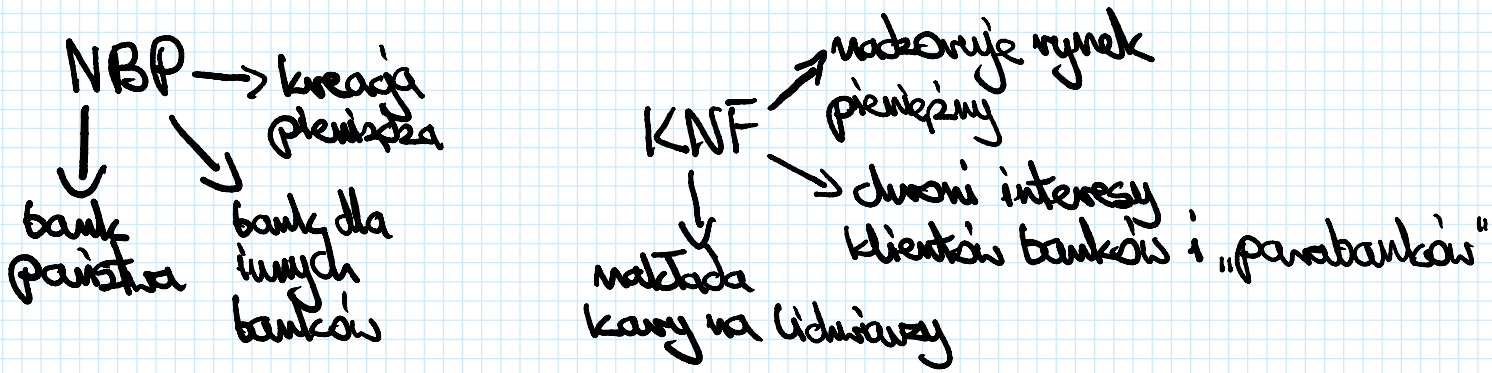 NBP
kreacja
pieniądza
bank
państwa
bank dla
innych
banków
KNF
nadzoruje rynek
pieniężny
chroni interesy
klientów banków i „parabanków"
nakłada
kary na lichwiarzy